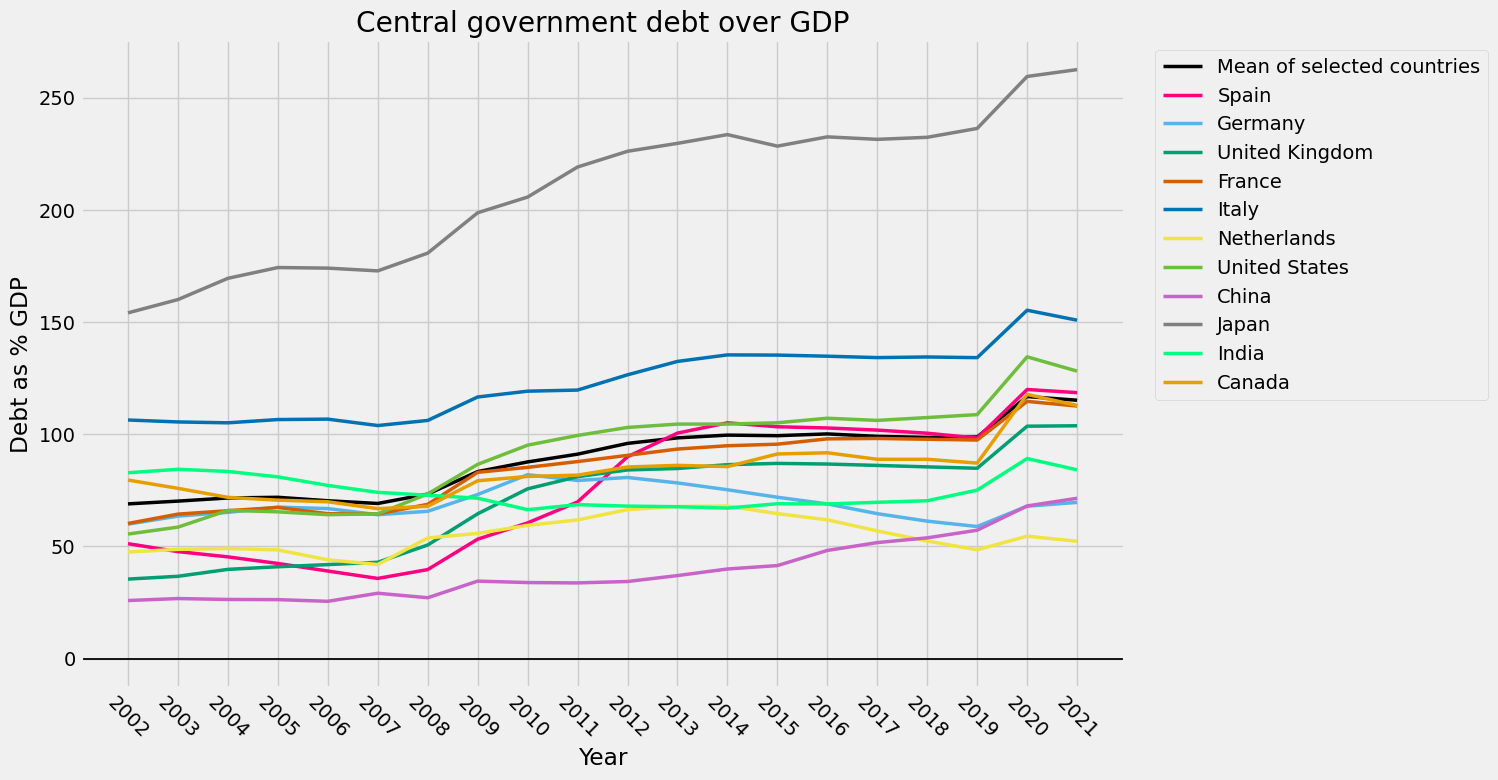 Central government debt over GDP
Debt as % GDP
250
200
150
100
50
0
2002
2003
2004
2005
2006
2007
2008
2009
2010
2011
2012
2013
2014
2015
2016
2017
2018
2019
2020
2021
Year
Mean of selected countries
Spain
Germany
United Kingdom
France
Italy
Netherlands
United States
China
Japan
India
Canada